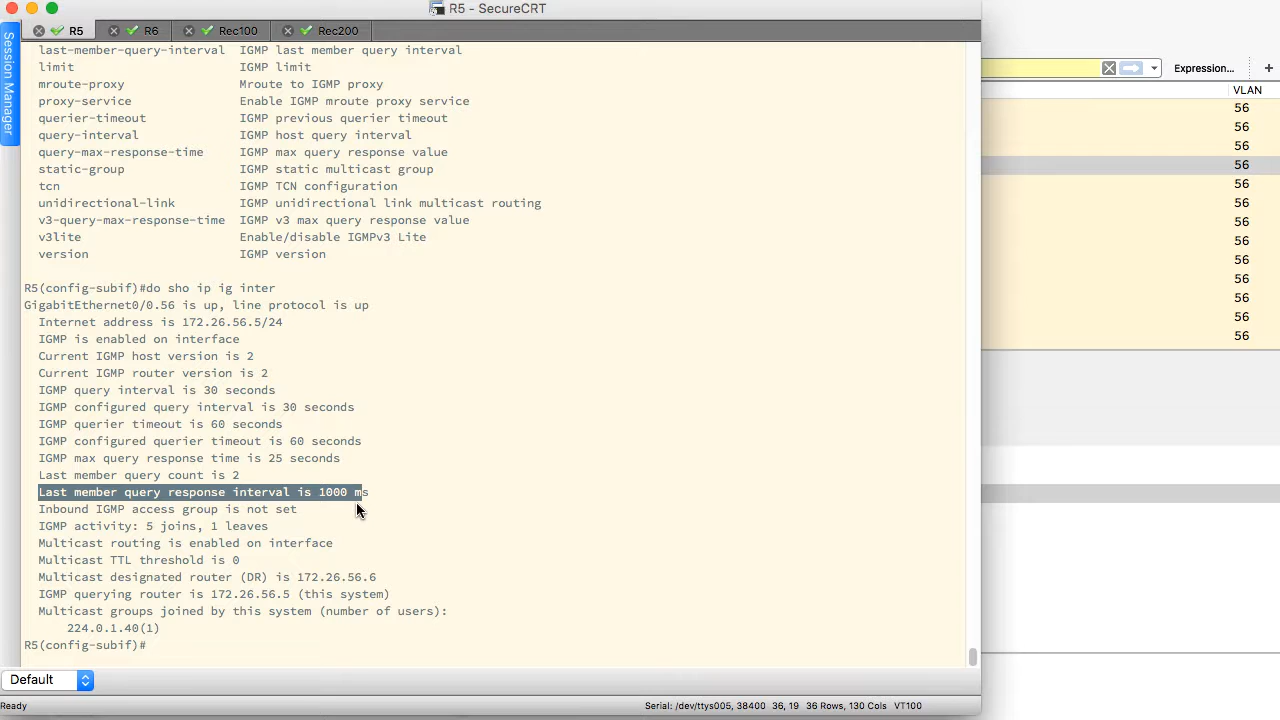 R5 - SecureCRT
R5 R6 Rec100 Rec200
Session Manager
last-member-query-interval IGMP last member query interval
limit IGMP limit
mroute-proxy Mroute to IGMP proxy
proxy-service Enable IGMP mroute proxy service
querier-timeout IGMP previous querier timeout
query-interval IGMP host query interval
query-max-response-time IGMP max query response value
static-group IGMP static multicast group
tcn IGMP TCN configuration
unidirectional-link IGMP unidirectional link multicast routing
v3-query-max-response-time IGMP v3 max query response value
v3lite Enable/disable IGMPv3 Lite
version IGMP version
R5(config-subif)#do sho ip ig inter
GigabitEthernet0/0.56 is up, line protocol is up
Internet address is 172.26.56.5/24
IGMP is enabled on interface
Current IGMP host version is 2
Current IGMP router version is 2
IGMP query interval is 30 seconds
IGMP configured query interval is 30 seconds
IGMP querier timeout is 60 seconds
IGMP configured querier timeout is 60 seconds
IGMP max query response time is 25 seconds
Last member query count is 2
Last member query response interval is 1000 ms
Inbound IGMP access group is not set
IGMP activity: 5 joins, 1 leaves
Multicast routing is enabled on interface
Multicast TTL threshold is 0
Multicast designated router (DR) is 172.26.56.6
IGMP querying router is 172.26.56.5 (this system)
Multicast groups joined by this system (number of users):
224.0.1.40(1)
R5(config-subif)#
Default
Ready
Serial: /dev/ttys005, 38400 36, 19 36 Rows, 130 Cols VT100
Expression... +
VLAN
56
56
56
56
56
56
56
56
56
56
56
56
56